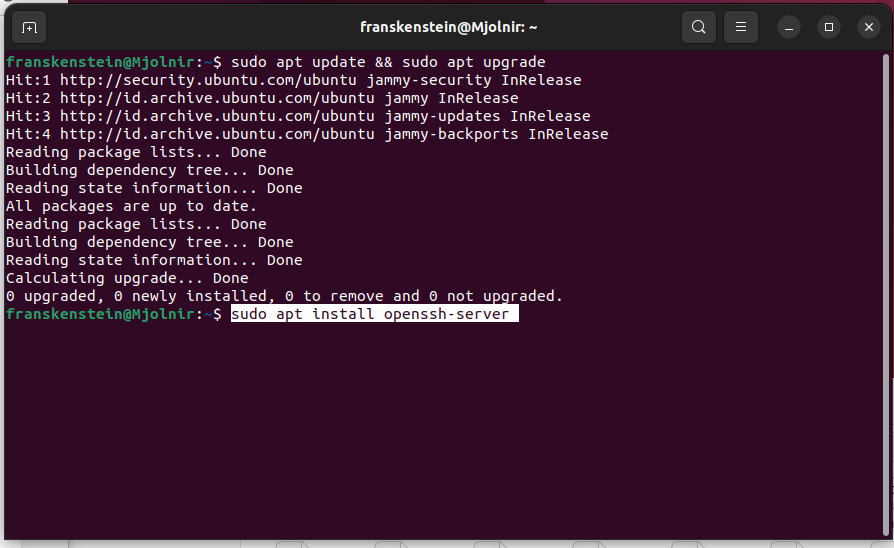 franskenstein@Mjolnir: ~
franskenstein@Mjolnir:~$ sudo apt update && sudo apt upgrade
Hit:1 http://security.ubuntu.com/ubuntu jammy-security InRelease
Hit:2 http://id.archive.ubuntu.com/ubuntu jammy InRelease
Hit:3 http://id.archive.ubuntu.com/ubuntu jammy-updates InRelease
Hit:4 http://id.archive.ubuntu.com/ubuntu jammy-backports InRelease
Reading package lists... Done
Building dependency tree... Done
Reading state information... Done
All packages are up to date.
Reading package lists... Done
Building dependency tree... Done
Reading state information... Done
Calculating upgrade... Done
0 upgraded, 0 newly installed, 0 to remove and 0 not upgraded.
franskenstein@Mjolnir:~$ sudo apt install openssh-server